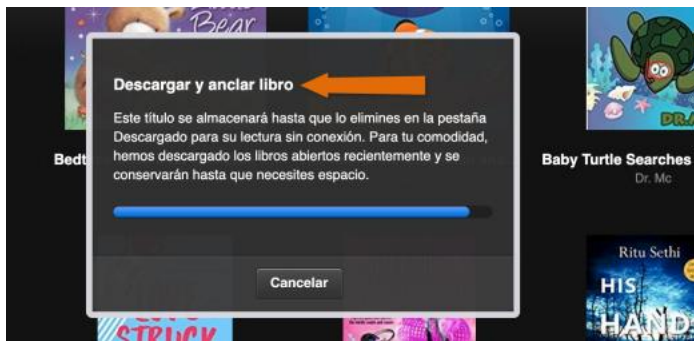 Bear
Descargar y anclar libro
Este título se almacenará hasta que lo elimines en la pestaña
Descargado para su lectura sin conexión. Para tu comodidad,
hemos descargado los libros abiertos recientemente y se
conservarán hasta que necesites espacio.
Bedt
Baby Turtle Searches
Dr. Mc
Cancelar
Ritu Sethi
HIS
HAND
STRUCK